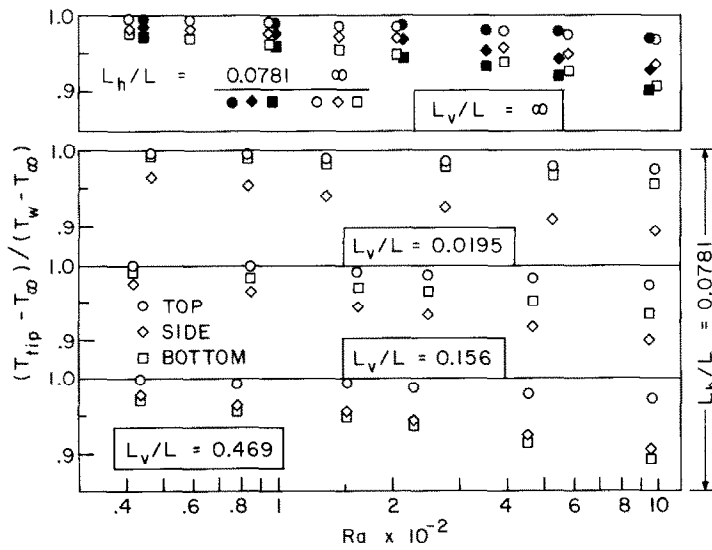 1.0
L_h/L = 0.0781 ∞
.9
L_v/L = ∞
1.0
.9
L_v/L = 0.0195
1.0
○ TOP
◇ SIDE
□ BOTTOM
.9
L_v/L = 0.156
1.0
L_v/L = 0.469
.9
(T_tip - T_∞) / (T_w - T_∞)
L_h/L = 0.0781
.4 .6 .8 1 2 4 6 8 10
Ra × 10^-2